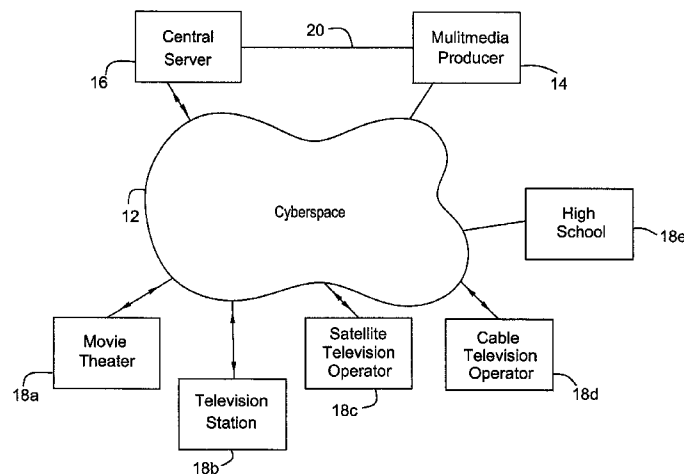 Central
Server
16
20
Mulitmedia
Producer
14
12
Cyberspace
High
School
18e
Movie
Theater
18a
Television
Station
18b
Satellite
Television
Operator
18c
Cable
Television
Operator
18d